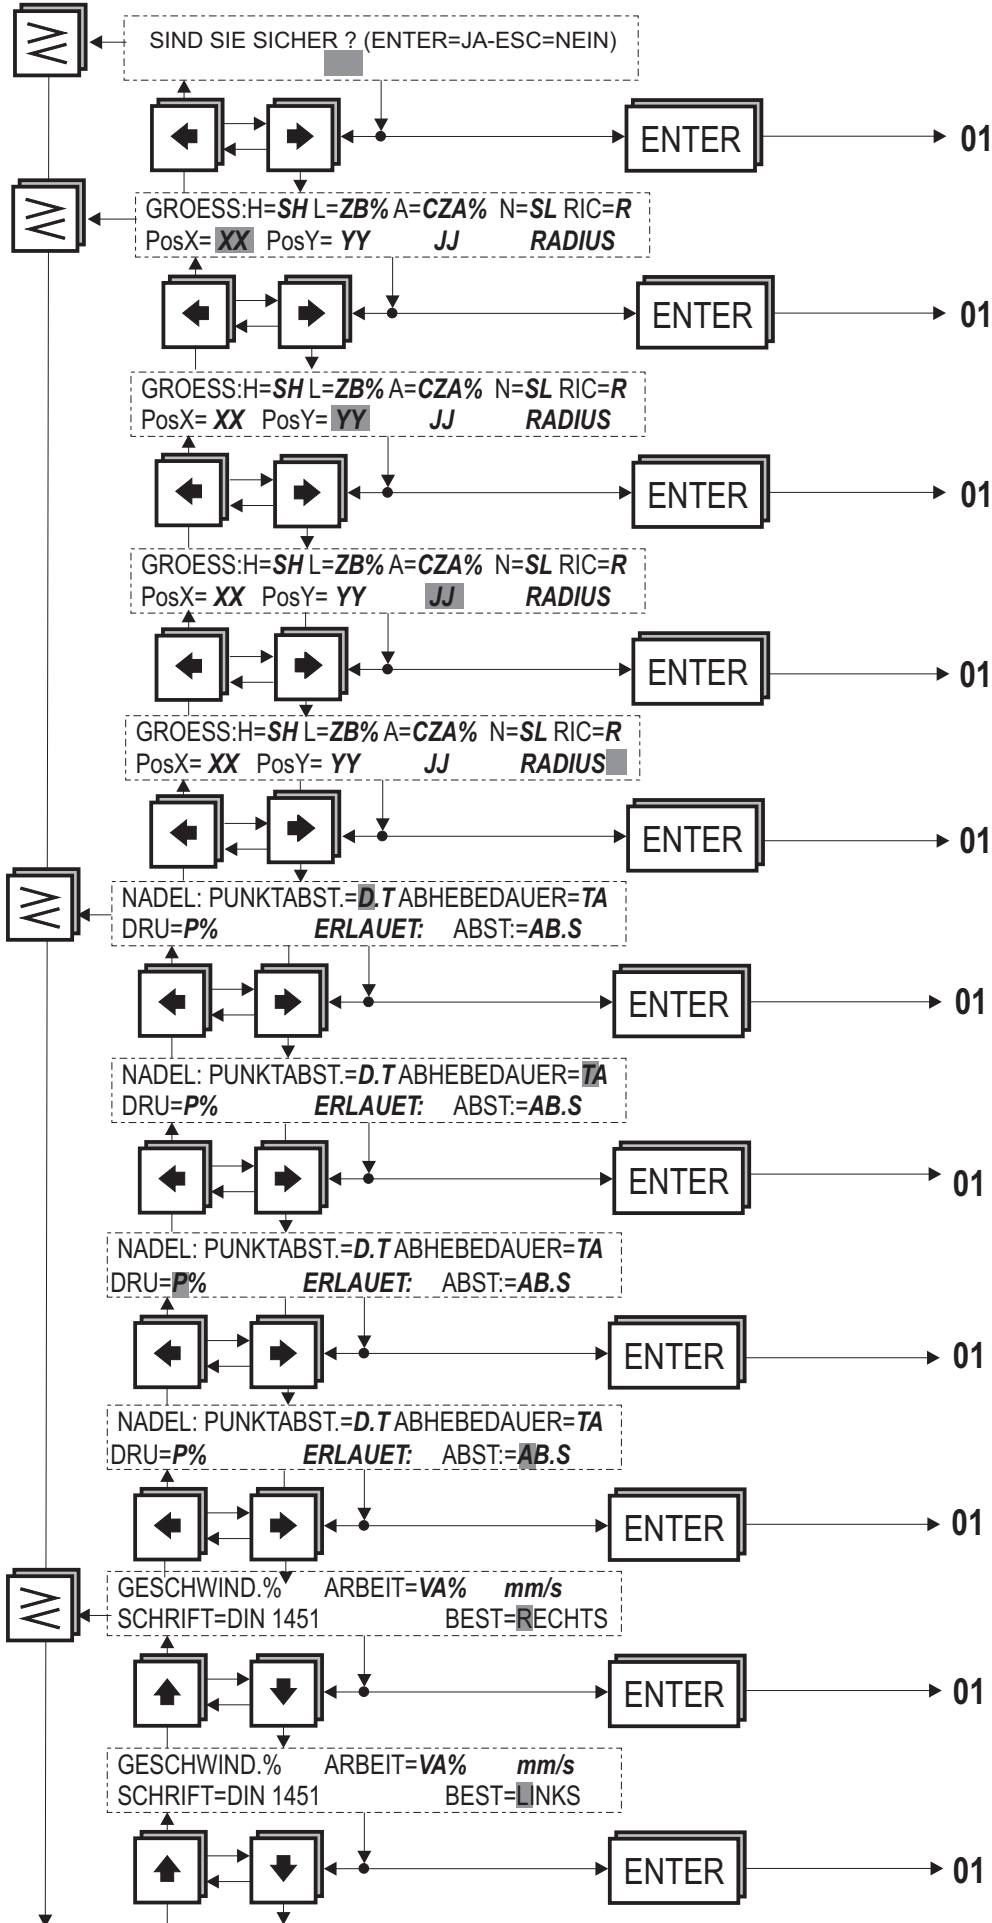 SIND SIE SICHER ? (ENTER=JA-ESC=NEIN)
ENTER 01
GROESS:H=SH L=ZB% A=CZA% N=SL RIC=R
PosX= XX PosY= YY JJ RADIUS
ENTER 01
GROESS:H=SH L=ZB% A=CZA% N=SL RIC=R
PosX= XX PosY= YY JJ RADIUS
ENTER 01
GROESS:H=SH L=ZB% A=CZA% N=SL RIC=R
PosX= XX PosY= YY JJ RADIUS
ENTER 01
GROESS:H=SH L=ZB% A=CZA% N=SL RIC=R
PosX= XX PosY= YY JJ RADIUS
ENTER 01
NADEL: PUNKTABST.=D.T ABHEBEDAUER=TA
DRU=P% ERLAUET: ABST.:=AB.S
ENTER 01
NADEL: PUNKTABST.=D.T ABHEBEDAUER=TA
DRU=P% ERLAUET: ABST.:=AB.S
ENTER 01
NADEL: PUNKTABST.=D.T ABHEBEDAUER=TA
DRU=P% ERLAUET: ABST.:=AB.S
ENTER 01
NADEL: PUNKTABST.=D.T ABHEBEDAUER=TA
DRU=P% ERLAUET: ABST.:=AB.S
ENTER 01
GESCHWIND.% ARBEIT=VA% mm/s
SCHRIFT=DIN 1451 BEST=RECHTS
ENTER 01
GESCHWIND.% ARBEIT=VA% mm/s
SCHRIFT=DIN 1451 BEST=LINKS
ENTER 01